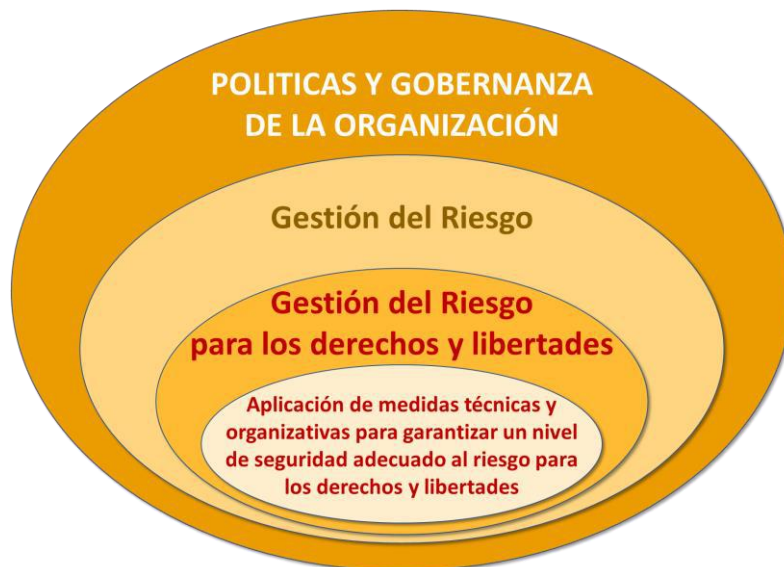 POLITICAS Y GOBERNANZA
DE LA ORGANIZACIÓN
Gestión del Riesgo
Gestión del Riesgo
para los derechos y libertades
Aplicación de medidas técnicas y
organizativas para garantizar un nivel
de seguridad adecuado al riesgo para
los derechos y libertades